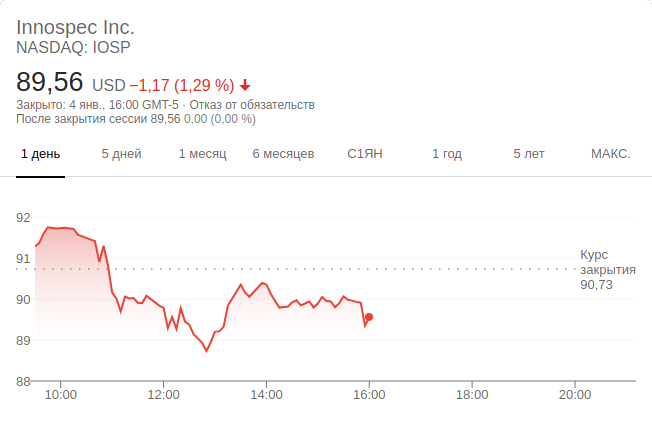 Innospec Inc.
NASDAQ: IOSP
89,56 USD −1,17 (1,29 %)
Закрыто: 4 янв., 16:00 GMT-5 · Отказ от обязательств
После закрытия сессии 89,56 0,00 (0,00 %)
1 день 5 дней 1 месяц 6 месяцев С1ЯН 1 год 5 лет МАКС.
92
91
90
89
88
Курс
закрытия
90,73
10:00 12:00 14:00 16:00 18:00 20:00